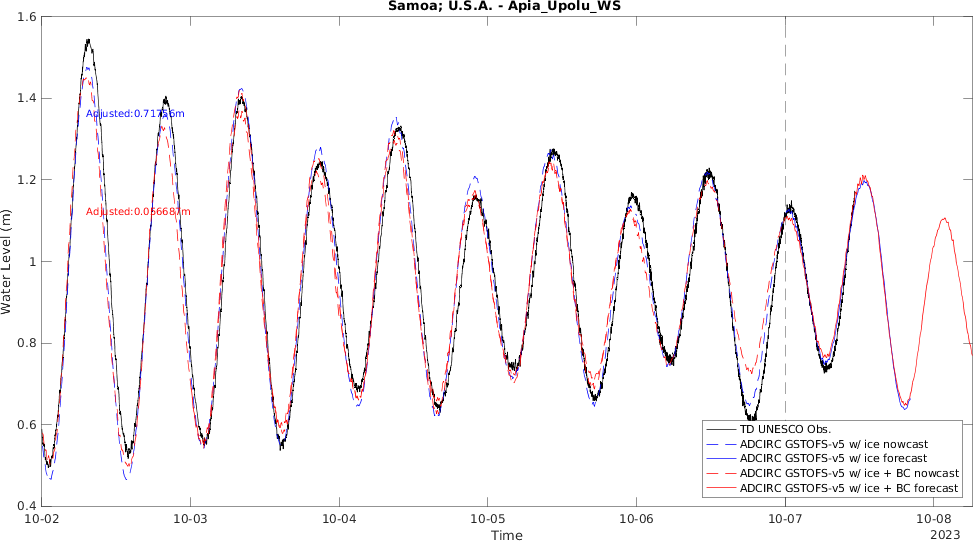 Samoa; U.S.A. - Apia_Upolu_WS
1.6
1.4
1.2
1
0.8
0.6
0.4
Water Level (m)
Adjusted:0.71756m
Adjusted:0.056687m
TD UNESCO Obs.
ADCIRC GSTOFS-v5 w/ ice nowcast
ADCIRC GSTOFS-v5 w/ ice forecast
ADCIRC GSTOFS-v5 w/ ice + BC nowcast
ADCIRC GSTOFS-v5 w/ ice + BC forecast
10-02 10-03 10-04 10-05 10-06 10-07 10-08
Time
2023